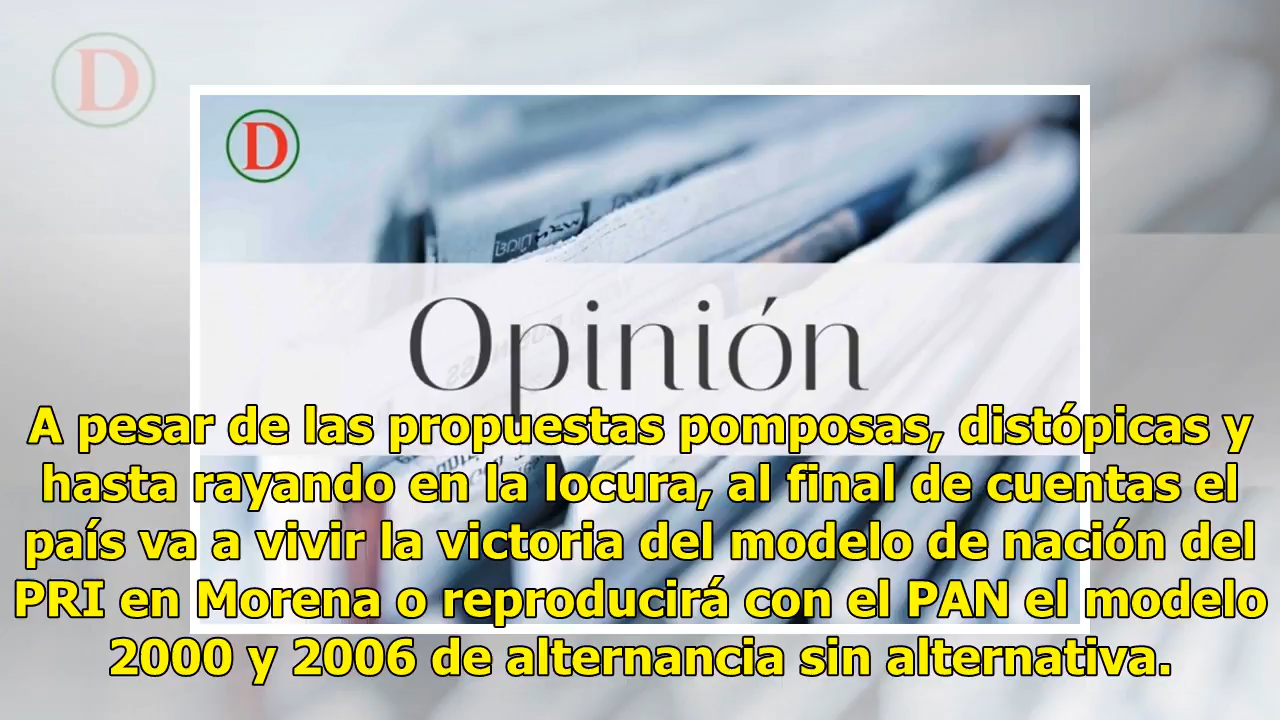 D
D
Opinión
A pesar de las propuestas pomposas, distópicas y
hasta rayando en la locura, al final de cuentas el
país va a vivir la victoria del modelo de nación del
PRI en Morena o reproducirá con el PAN el modelo
2000 y 2006 de alternancia sin alternativa.